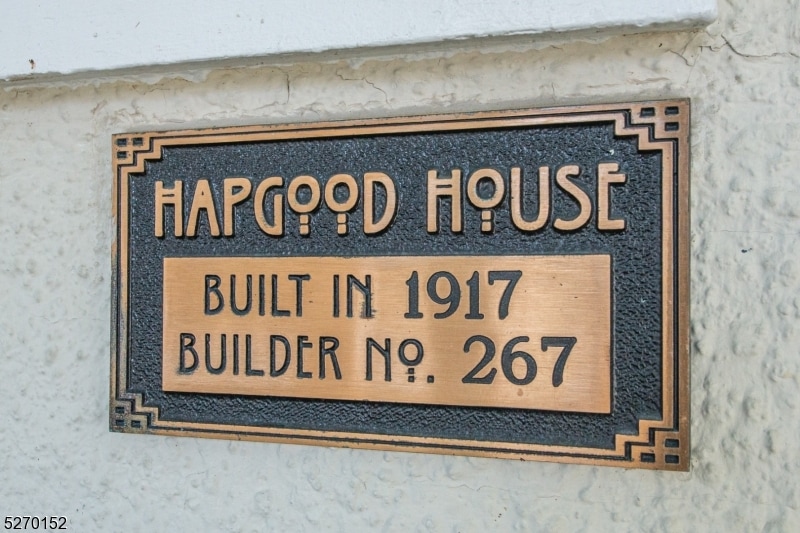 HAPGOOD HOUSE
BUILT IN 1917
BUILDER NO. 267
5270152